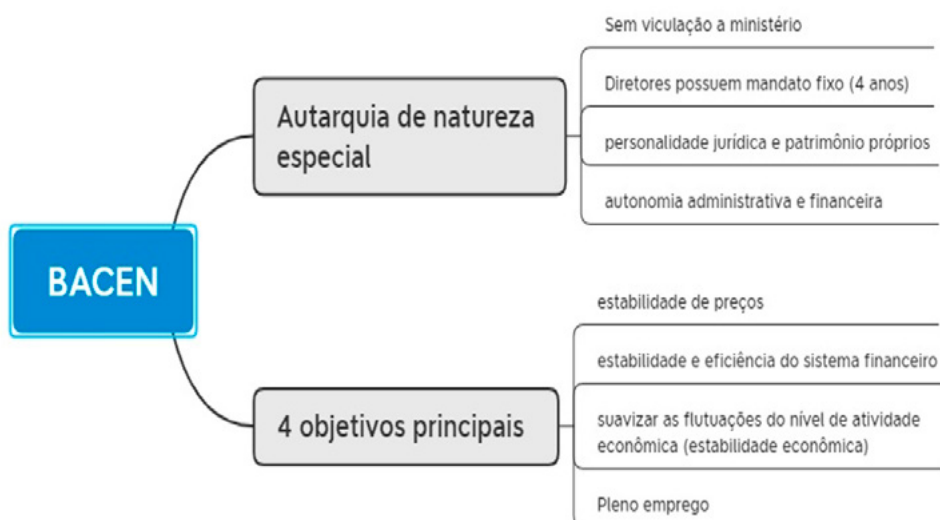 BACEN
Autarquia de natureza
especial
Sem viculação a ministério
Diretores possuem mandato fixo (4 anos)
personalidade jurídica e patrimônio próprios
autonomia administrativa e financeira
4 objetivos principais
estabilidade de preços
estabilidade e eficiência do sistema financeiro
suavizar as flutuações do nível de atividade
econômica (estabilidade econômica)
Pleno emprego